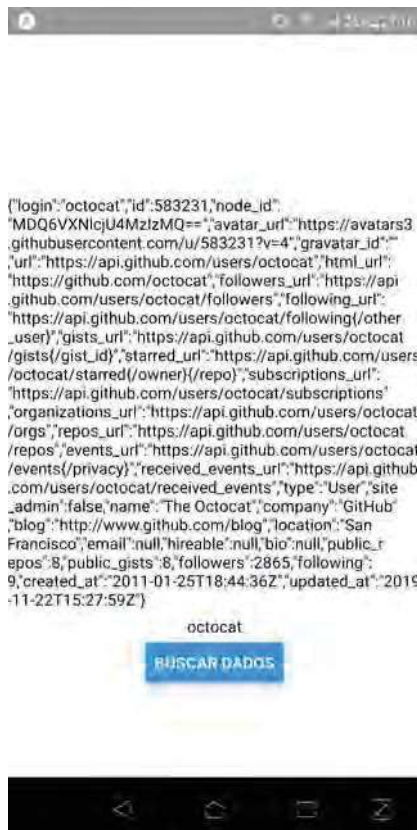 {"login":"octocat","id":583231,"node_id":
"MDQ6VXNlcjU4MzIzMQ==","avatar_url":"https://avatars3
.githubusercontent.com/u/583231?v=4","gravatar_id":""
,"url":"https://api.github.com/users/octocat","html_url":
"https://github.com/octocat","followers_url":"https://api
.github.com/users/octocat/followers","following_url":
"https://api.github.com/users/octocat/following{/other
_user}","gists_url":"https://api.github.com/users/octocat
/gists{/gist_id}","starred_url":"https://api.github.com/users
/octocat/starred{/owner}{/repo}","subscriptions_url":
"https://api.github.com/users/octocat/subscriptions"
,"organizations_url":"https://api.github.com/users/octocat
/orgs","repos_url":"https://api.github.com/users/octocat
/repos","events_url":"https://api.github.com/users/octocat
/events{/privacy}","received_events_url":"https://api.github
.com/users/octocat/received_events","type":"User","site
_admin":false,"name":"The Octocat","company":"GitHub"
,"blog":"http://www.github.com/blog","location":"San
Francisco","email":null,"hireable":null,"bio":null,"public_r
epos":8,"public_gists":8,"followers":2865,"following":
9,"created_at":"2011-01-25T18:44:36Z","updated_at":"2019
-11-22T15:27:59Z"}
octocat
BUSCAR DADOS